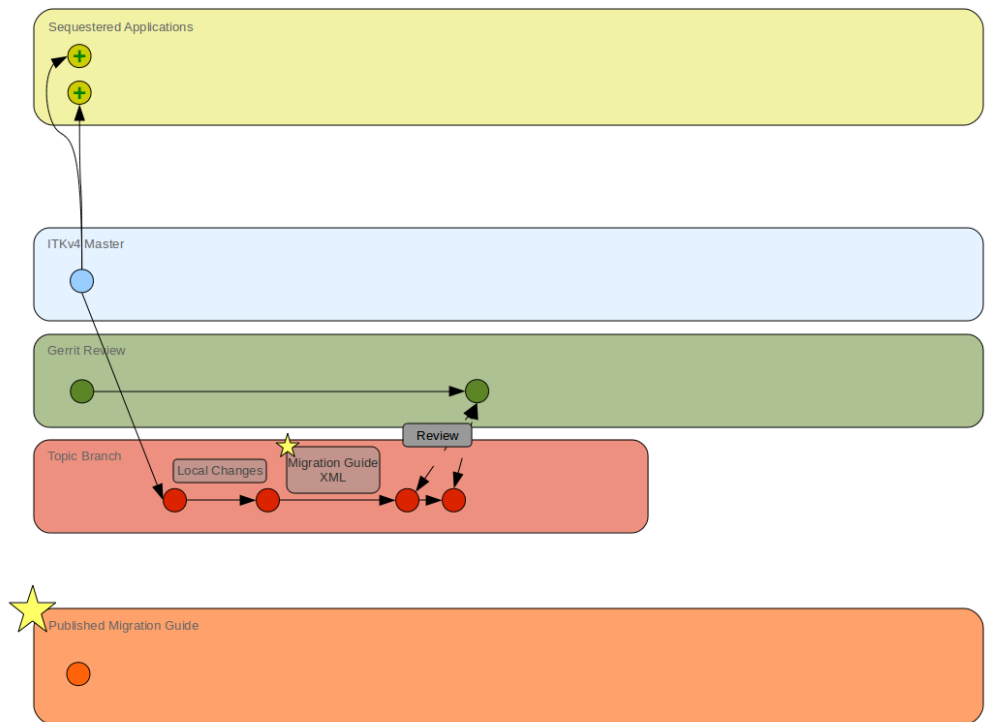 Sequestered Applications
ITKv4 Master
Gerrit Review
Review
Topic Branch
Local Changes
Migration Guide
XML
Published Migration Guide